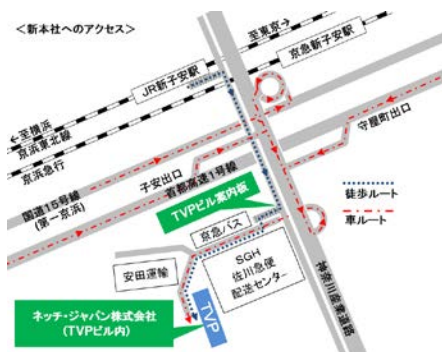 ＜新本社へのアクセス＞
至東京→
京急新子安駅
JR新子安駅
←至横浜
京浜東北線
京浜急行
守屋町出口
子安出口
首都高速1号線
国道15号線
(第一京浜)
TVPビル案内板
徒歩ルート
車ルート
京急バス
安田運輸
SGH
佐川急便
配送センター
神奈川産業道路
ネッチ・ジャパン株式会社
(TVPビル内)
TVP